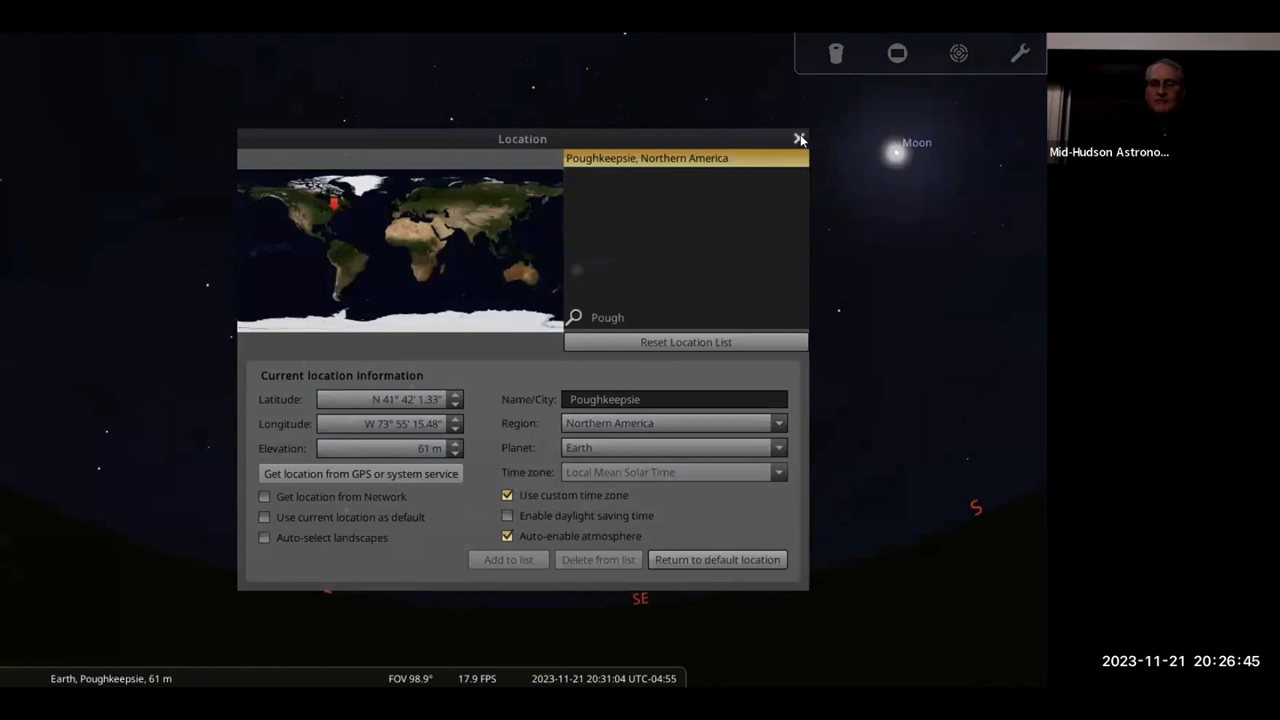 Location
Poughkeepsie, Northern America
Moon
Mid-Hudson Astrono...
Pough
Reset Location List
Current location information
Latitude: N 41° 42' 1.33"
Name/City: Poughkeepsie
Longitude: W 73° 55' 15.48"
Region: Northern America
Elevation: 61 m
Planet: Earth
Get location from GPS or system service
Time zone: Local Mean Solar Time
Get location from Network
Use custom time zone
Use current location as default
Enable daylight saving time
Auto-select landscapes
Auto-enable atmosphere
Add to list
Delete from list
Return to default location
S
SE
2023-11-21 20:26:45
Earth, Poughkeepsie, 61 m
FOV 98.9°
17.9 FPS
2023-11-21 20:31:04 UTC-04:55